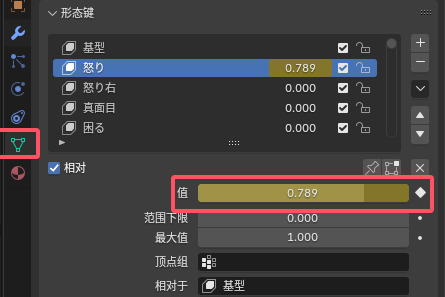 形态键
基型
怒り 0.789
怒り右 0.000
真面目 0.000
困る 0.000
相对
值 0.789
范围下限 0.000
最大值 1.000
顶点组
相对于 基型